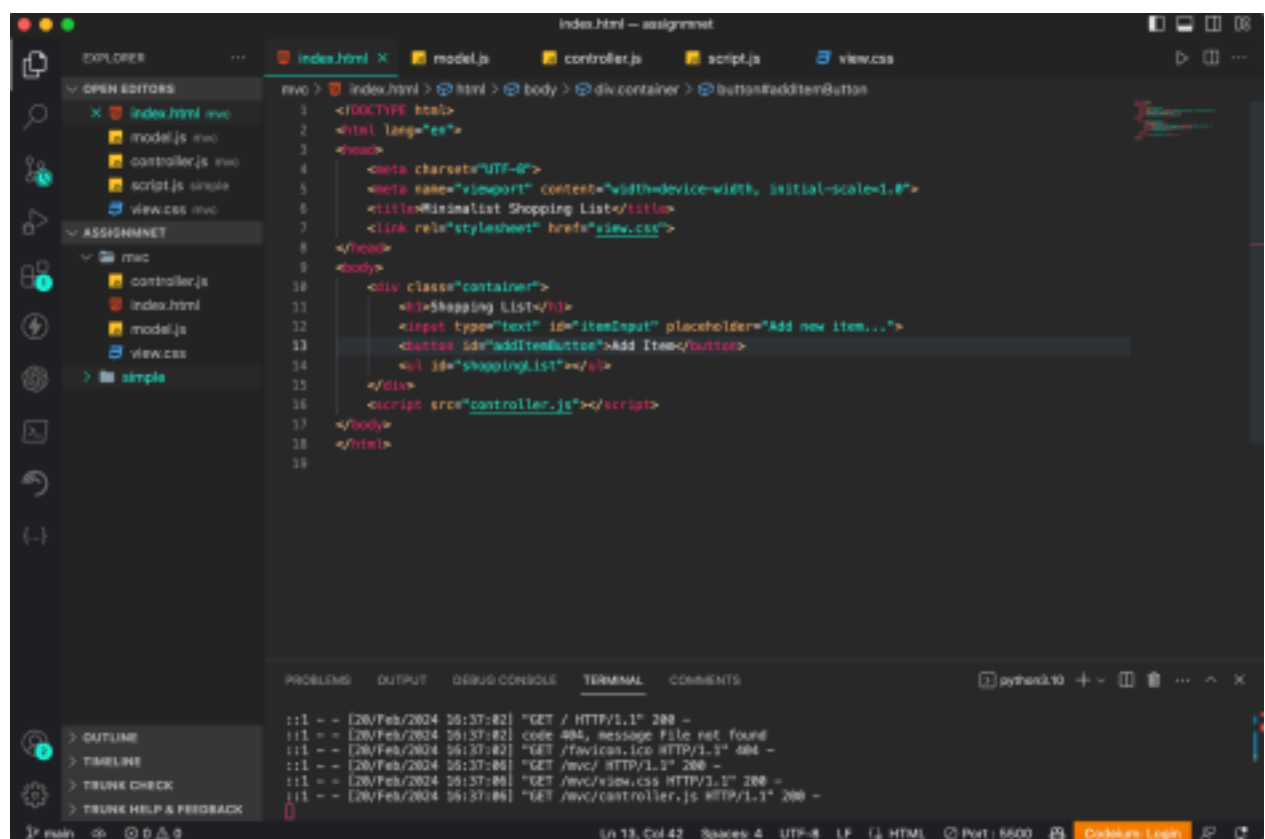 index.html — assignmnet
EXPLORER
index.html model.js controller.js script.js view.css
OPEN EDITORS
index.html mvc
model.js mvc
controller.js mvc
script.js simple
view.css mvc
ASSIGNMNET
mvc
controller.js
index.html
model.js
view.css
simple
OUTLINE
TIMELINE
TRUNK CHECK
TRUNK HELP & FEEDBACK
mvc > index.html > html > body > div.container > button#addItemButton
1 <!DOCTYPE html>
2 <html lang="en">
3 <head>
4 <meta charset="UTF-8">
5 <meta name="viewport" content="width=device-width, initial-scale=1.0">
6 <title>Minimalist Shopping List</title>
7 <link rel="stylesheet" href="view.css">
8 </head>
9 <body>
10 <div class="container">
11 <h1>Shopping List</h1>
12 <input type="text" id="itemInput" placeholder="Add new item...">
13 <button id="addItemButton">Add Item</button>
14 <ul id="shoppingList"></ul>
15 </div>
16 <script src="controller.js"></script>
17 </body>
18 </html>
19
PROBLEMS OUTPUT DEBUG CONSOLE TERMINAL COMMENTS python3.10
::1 - - [20/Feb/2024 16:37:02] "GET / HTTP/1.1" 200 -
::1 - - [20/Feb/2024 16:37:02] code 404, message File not found
::1 - - [20/Feb/2024 16:37:02] "GET /favicon.ico HTTP/1.1" 404 -
::1 - - [20/Feb/2024 16:37:06] "GET /mvc/ HTTP/1.1" 200 -
::1 - - [20/Feb/2024 16:37:06] "GET /mvc/view.css HTTP/1.1" 200 -
::1 - - [20/Feb/2024 16:37:06] "GET /mvc/controller.js HTTP/1.1" 200 -
main 0 0 Ln 13, Col 42 Spaces: 4 UTF-8 LF HTML Port : 5500 Codeium: Login